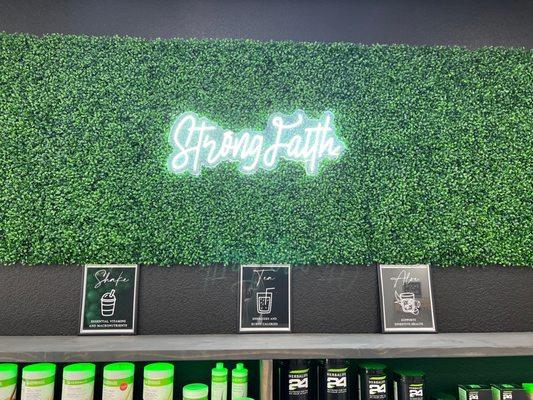 Strong Faith
Shake
ESSENTIAL VITAMINS
AND MACRONUTRIENTS
Tea
ENERGIZES AND
BURNS CALORIES
Aloe
SUPPORTS
DIGESTIVE HEALTH
HERBALIFE
24
HERBALIFE
24
24
24